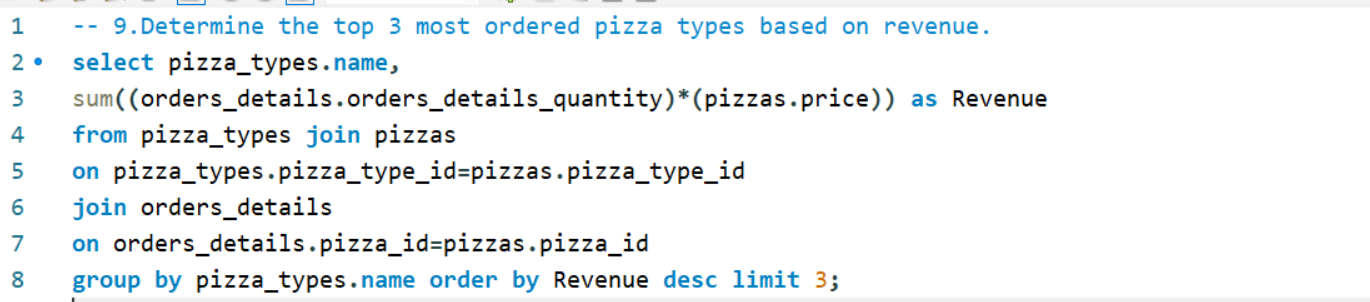 1 -- 9.Determine the top 3 most ordered pizza types based on revenue.
2 select pizza_types.name,
3 sum((orders_details.orders_details_quantity)*(pizzas.price)) as Revenue
4 from pizza_types join pizzas
5 on pizza_types.pizza_type_id=pizzas.pizza_type_id
6 join orders_details
7 on orders_details.pizza_id=pizzas.pizza_id
8 group by pizza_types.name order by Revenue desc limit 3;